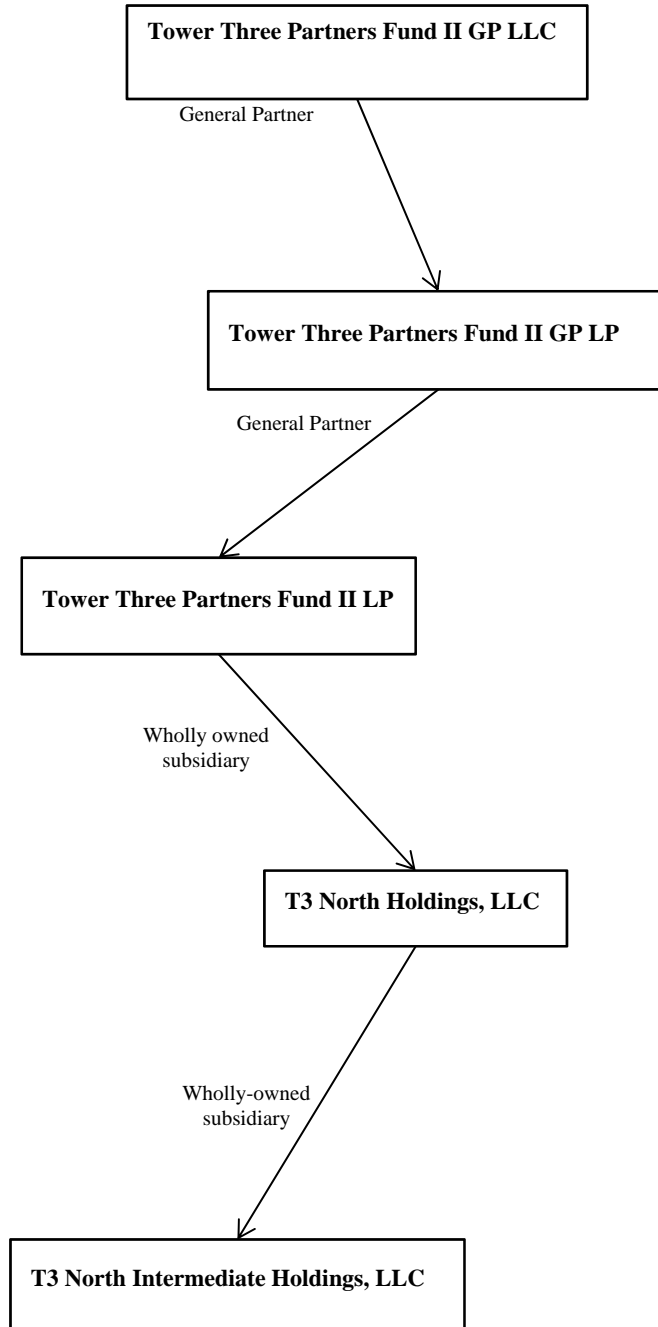 Tower Three Partners Fund II GP LLC
General Partner
Tower Three Partners Fund II GP LP
General Partner
Tower Three Partners Fund II LP
Wholly owned
subsidiary
T3 North Holdings, LLC
Wholly-owned
subsidiary
T3 North Intermediate Holdings, LLC